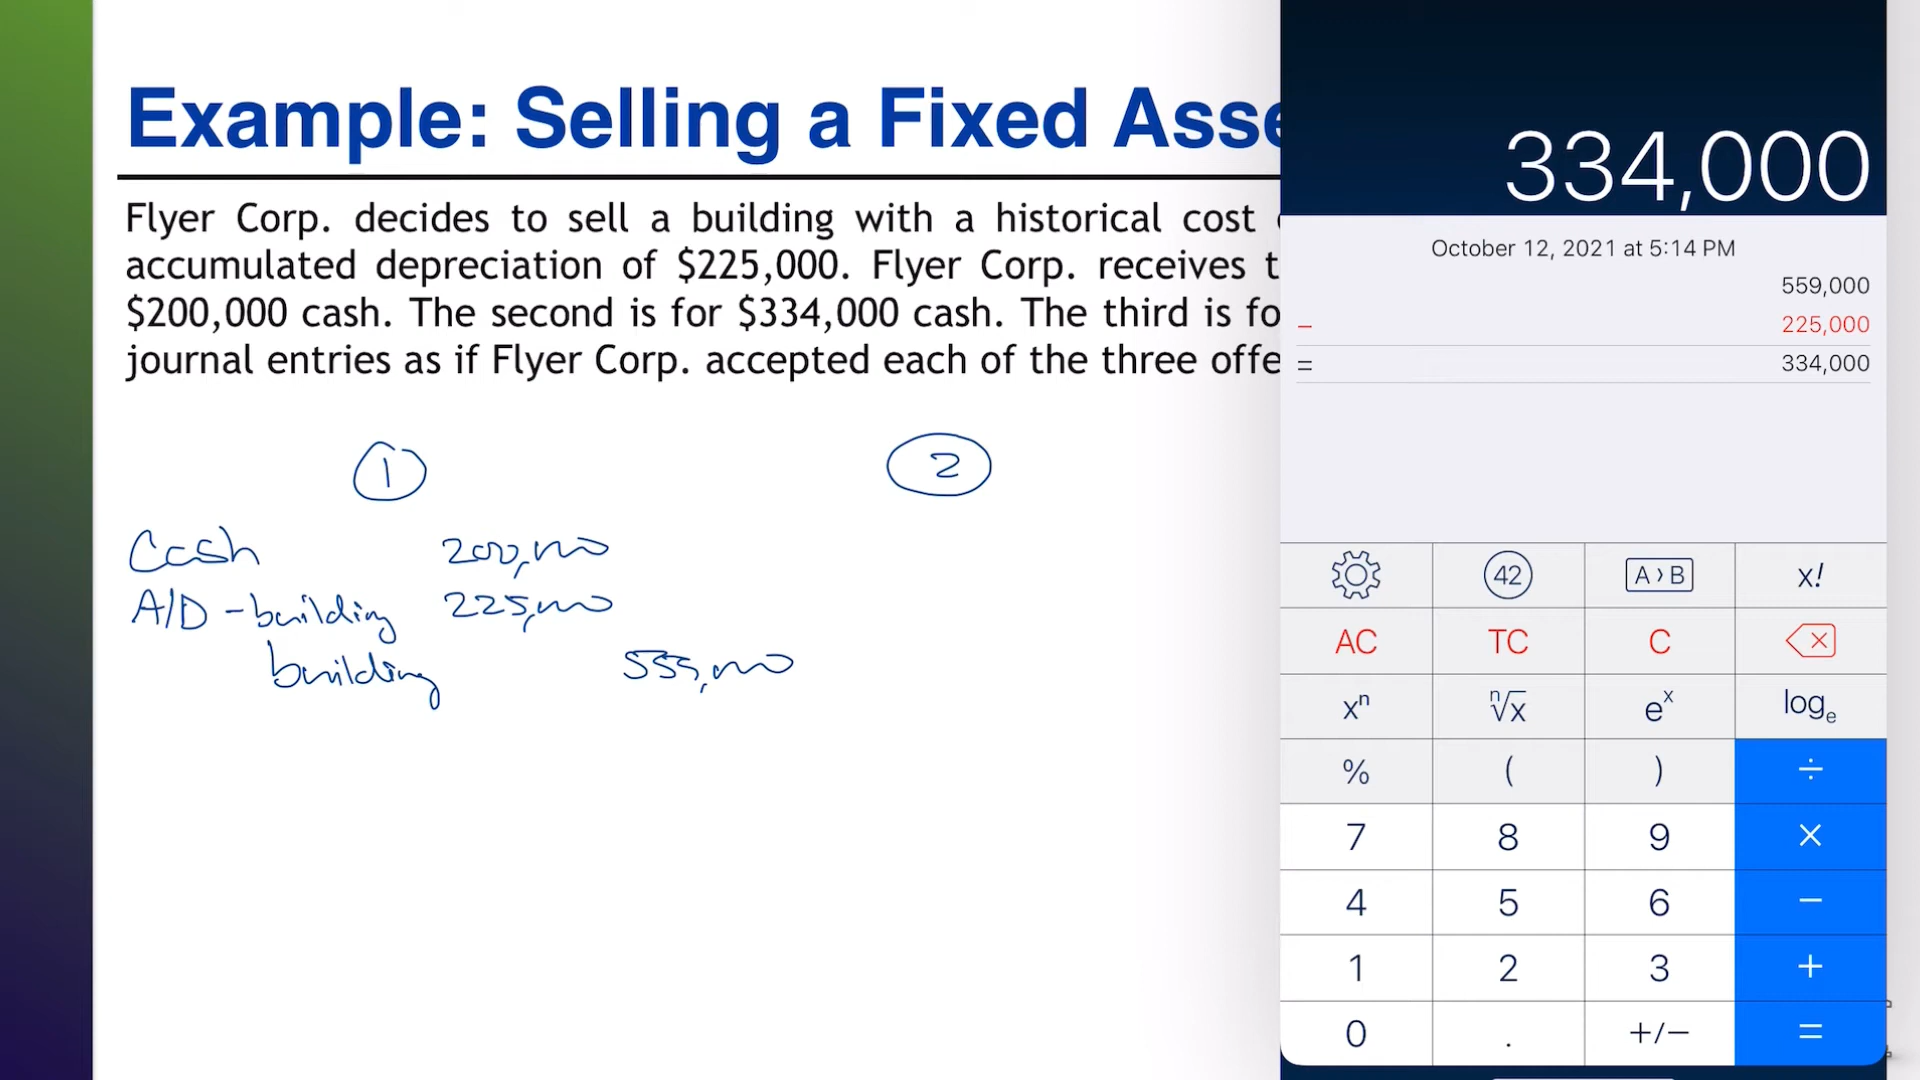 Example: Selling a Fixed Asse
Flyer Corp. decides to sell a building with a historical cost
accumulated depreciation of $225,000. Flyer Corp. receives t
$200,000 cash. The second is for $334,000 cash. The third is fo
journal entries as if Flyer Corp. accepted each of the three offe
1
2
Cash 200,000
A/D - building 225,000
building 555,000
334,000
October 12, 2021 at 5:14 PM
559,000
− 225,000
= 334,000
42 A›B x!
AC TC C
xⁿ ⁿ√x eˣ logₑ
% ( ) ÷
7 8 9 ×
4 5 6 −
1 2 3 +
0 . +/− =